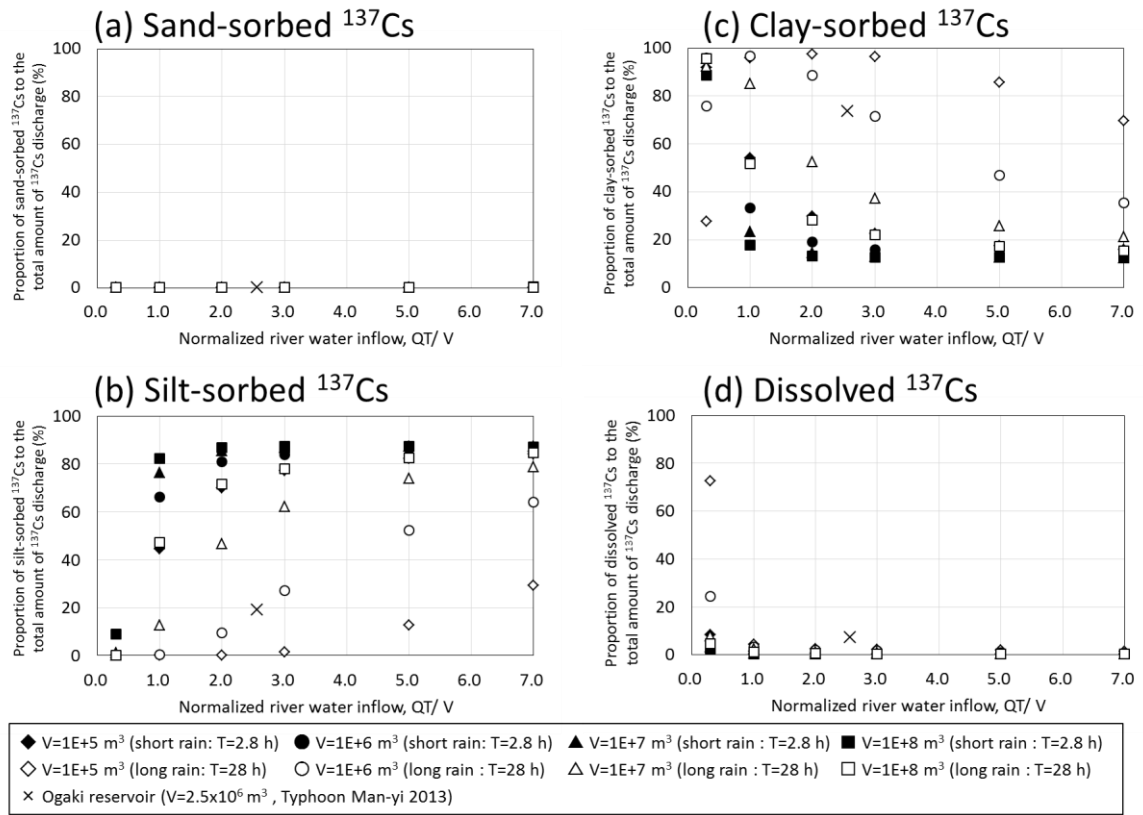 (a) Sand-sorbed ¹³⁷Cs
Proportion of sand-sorbed ¹³⁷Cs to the
total amount of ¹³⁷Cs discharge (%)
100
80
60
40
20
0
0.0 1.0 2.0 3.0 4.0 5.0 6.0 7.0
Normalized river water inflow, QT/ V
(b) Silt-sorbed ¹³⁷Cs
Proportion of silt-sorbed ¹³⁷Cs to the
total amount of ¹³⁷Cs discharge (%)
100
80
60
40
20
0
0.0 1.0 2.0 3.0 4.0 5.0 6.0 7.0
Normalized river water inflow, QT/ V
(c) Clay-sorbed ¹³⁷Cs
Proportion of clay-sorbed ¹³⁷Cs to the
total amount of ¹³⁷Cs discharge (%)
100
80
60
40
20
0
0.0 1.0 2.0 3.0 4.0 5.0 6.0 7.0
Normalized river water inflow, QT/ V
(d) Dissolved ¹³⁷Cs
Proportion of dissolved ¹³⁷Cs to the
total amount of ¹³⁷Cs discharge (%)
100
80
60
40
20
0
0.0 1.0 2.0 3.0 4.0 5.0 6.0 7.0
Normalized river water inflow, QT/ V
◆ V=1E+5 m³ (short rain: T=2.8 h) ● V=1E+6 m³ (short rain: T=2.8 h) ▲ V=1E+7 m³ (short rain : T=2.8 h) ■ V=1E+8 m³ (short rain : T=2.8 h)
◇ V=1E+5 m³ (long rain: T=28 h) ○ V=1E+6 m³ (long rain : T=28 h) △ V=1E+7 m³ (long rain : T=28 h) □ V=1E+8 m³ (long rain : T=28 h)
× Ogaki reservoir (V=2.5x10⁶ m³ , Typhoon Man-yi 2013)